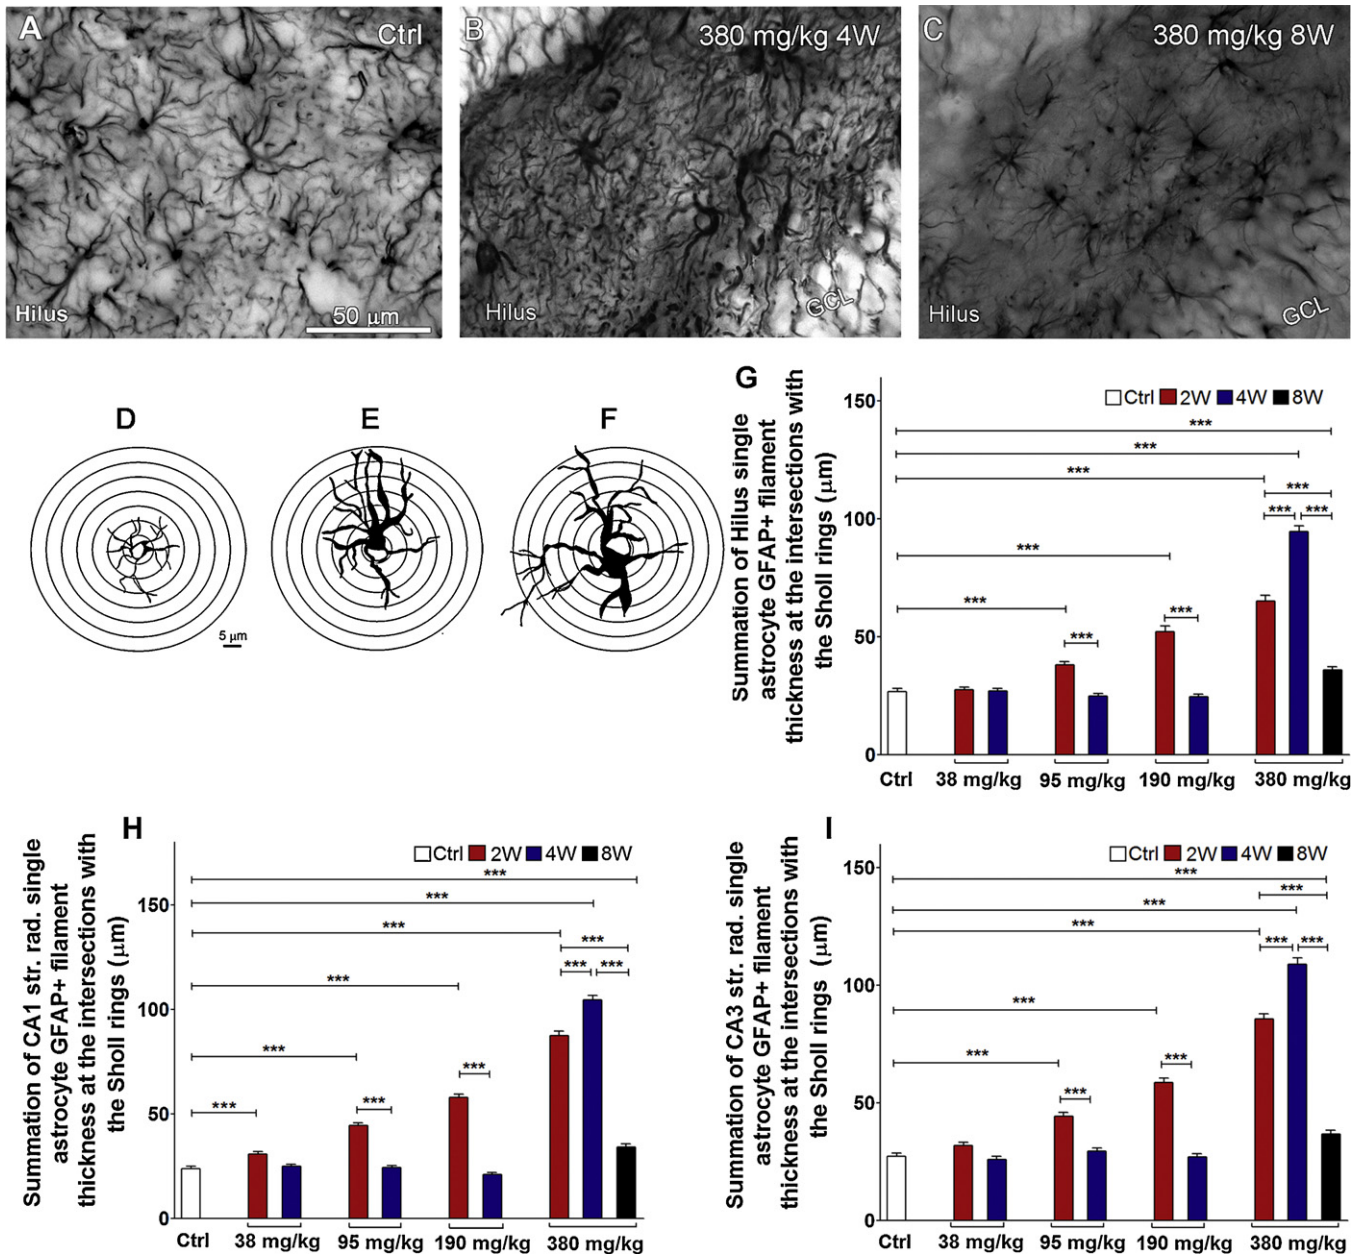 A
Ctrl
Hilus
50 μm
B
380 mg/kg 4W
Hilus
GCL
C
380 mg/kg 8W
Hilus
GCL
D
E
F
5 μm
G
Summation of Hilus single
astrocyte GFAP+ filament
thickness at the intersections with
the Sholl rings (μm)
Ctrl 2W 4W 8W
150
100
50
0
***
***
***
***
***
***
***
***
***
***
Ctrl
38 mg/kg
95 mg/kg
190 mg/kg
380 mg/kg
H
Summation of CA1 str. rad. single
astrocyte GFAP+ filament
thickness at the intersections with
the Sholl rings (μm)
Ctrl 2W 4W 8W
150
100
50
0
***
***
***
***
***
***
***
***
***
***
***
Ctrl
38 mg/kg
95 mg/kg
190 mg/kg
380 mg/kg
I
Summation of CA3 str. rad. single
astrocyte GFAP+ filament
thickness at the intersections with
the Sholl rings (μm)
Ctrl 2W 4W 8W
150
100
50
0
***
***
***
***
***
***
***
***
***
***
Ctrl
38 mg/kg
95 mg/kg
190 mg/kg
380 mg/kg